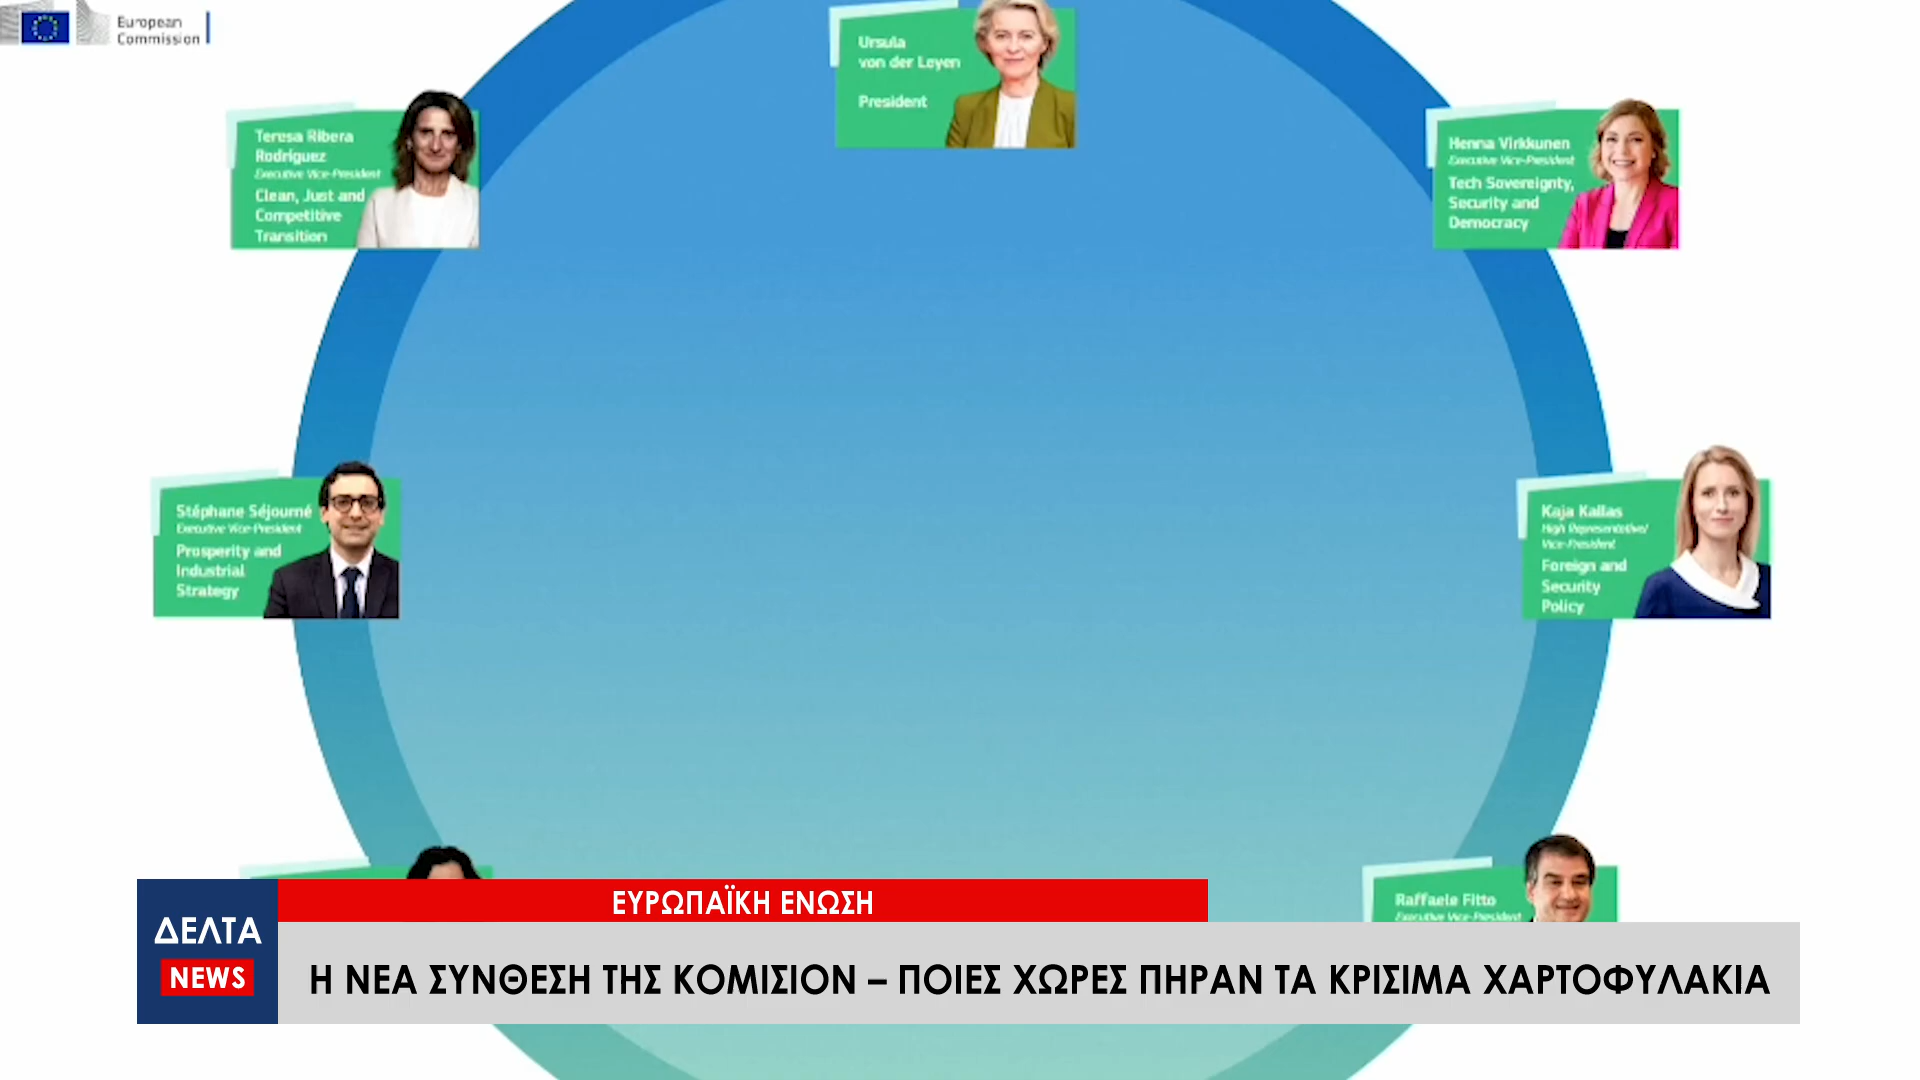 European
Commission
Ursula
von der Leyen
President
Teresa Ribera
Rodríguez
Executive Vice-President
Clean, Just and
Competitive
Transition
Henna Virkkunen
Executive Vice-President
Tech Sovereignty,
Security and
Democracy
Stéphane Séjourné
Executive Vice-President
Prosperity and
Industrial
Strategy
Kaja Kallas
High Representative/
Vice-President
Foreign and
Security
Policy
Raffaele Fitto
Executive Vice-President
ΕΥΡΩΠΑΪΚΗ ΕΝΩΣΗ
ΔΕΛΤΑ
NEWS
Η ΝΕΑ ΣΥΝΘΕΣΗ ΤΗΣ ΚΟΜΙΣΙΟΝ – ΠΟΙΕΣ ΧΩΡΕΣ ΠΗΡΑΝ ΤΑ ΚΡΙΣΙΜΑ ΧΑΡΤΟΦΥΛΑΚΙΑ